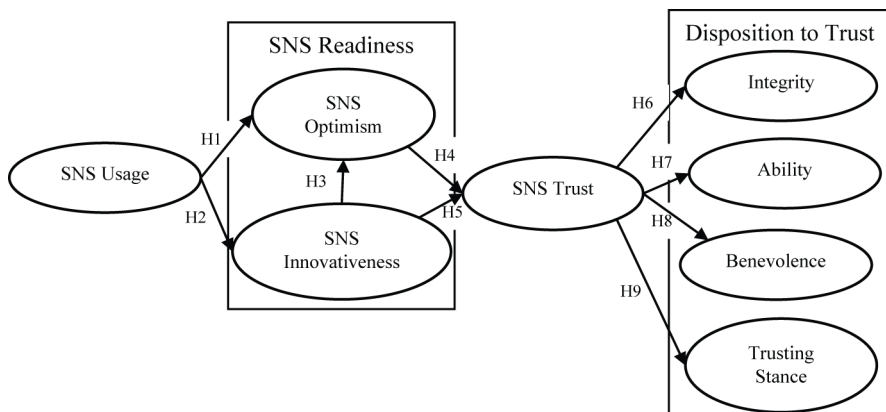 SNS Readiness
Disposition to Trust
SNS Usage
H1
H2
SNS
Optimism
H3
SNS
Innovativeness
H4
H5
SNS Trust
H6
H7
H8
H9
Integrity
Ability
Benevolence
Trusting
Stance